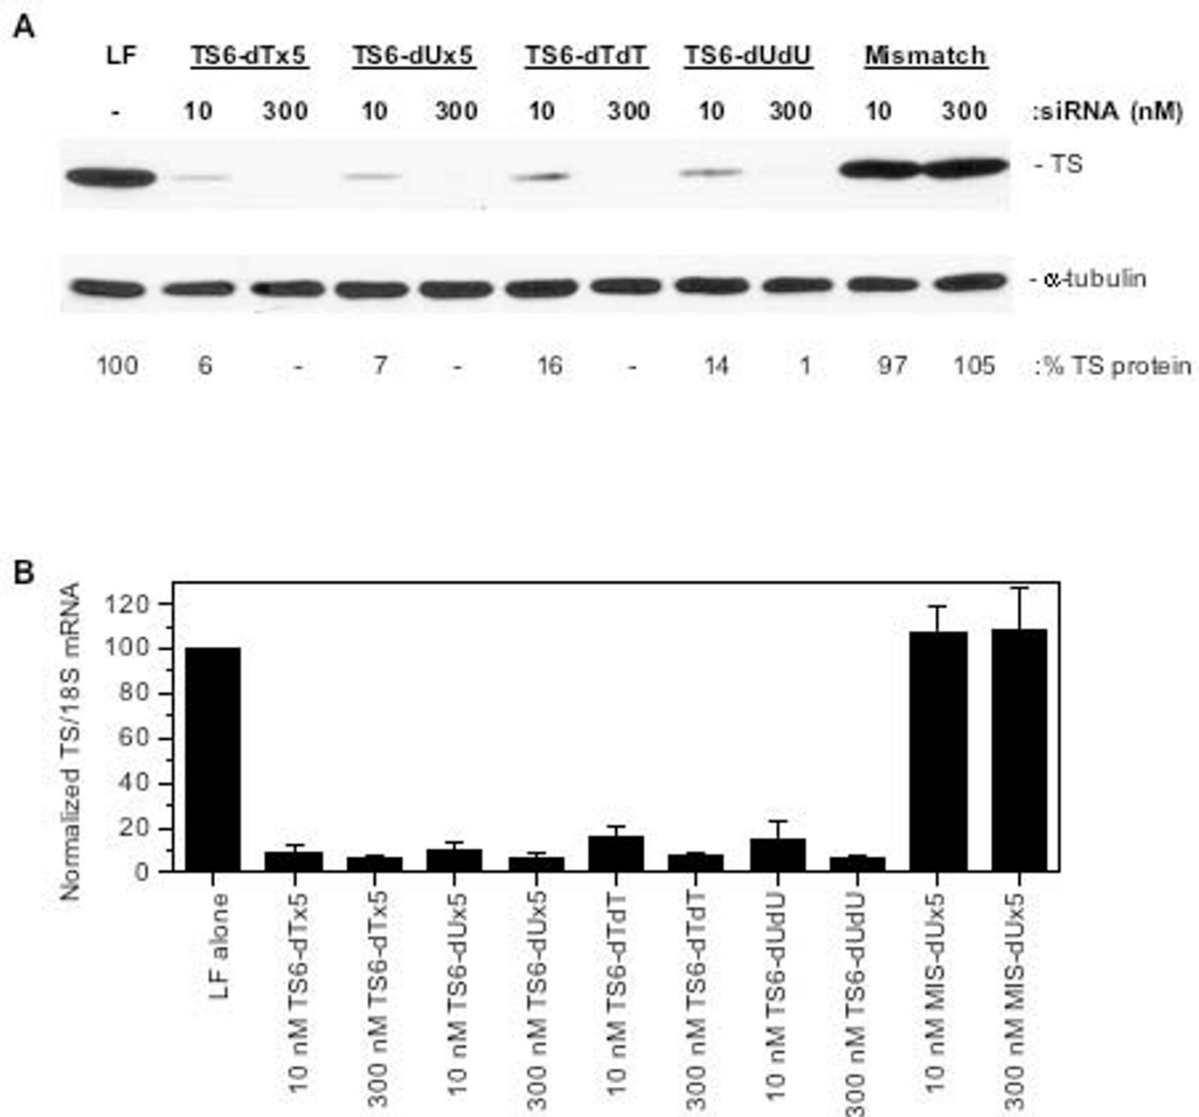 A
LF TS6-dTx5 TS6-dUx5 TS6-dTdT TS6-dUdU Mismatch
- 10 300 10 300 10 300 10 300 10 300 :siRNA (nM)
- TS
- α-tubulin
100 6 - 7 - 16 - 14 1 97 105 :% TS protein
B
Normalized TS/18S mRNA
120
100
80
60
40
20
0
LF alone
10 nM TS6-dTx5
300 nM TS6-dTx5
10 nM TS6-dUx5
300 nM TS6-dUx5
10 nM TS6-dTdT
300 nM TS6-dTdT
10 nM TS6-dUdU
300 nM TS6-dUdU
10 nM MIS-dUx5
300 nM MIS-dUx5